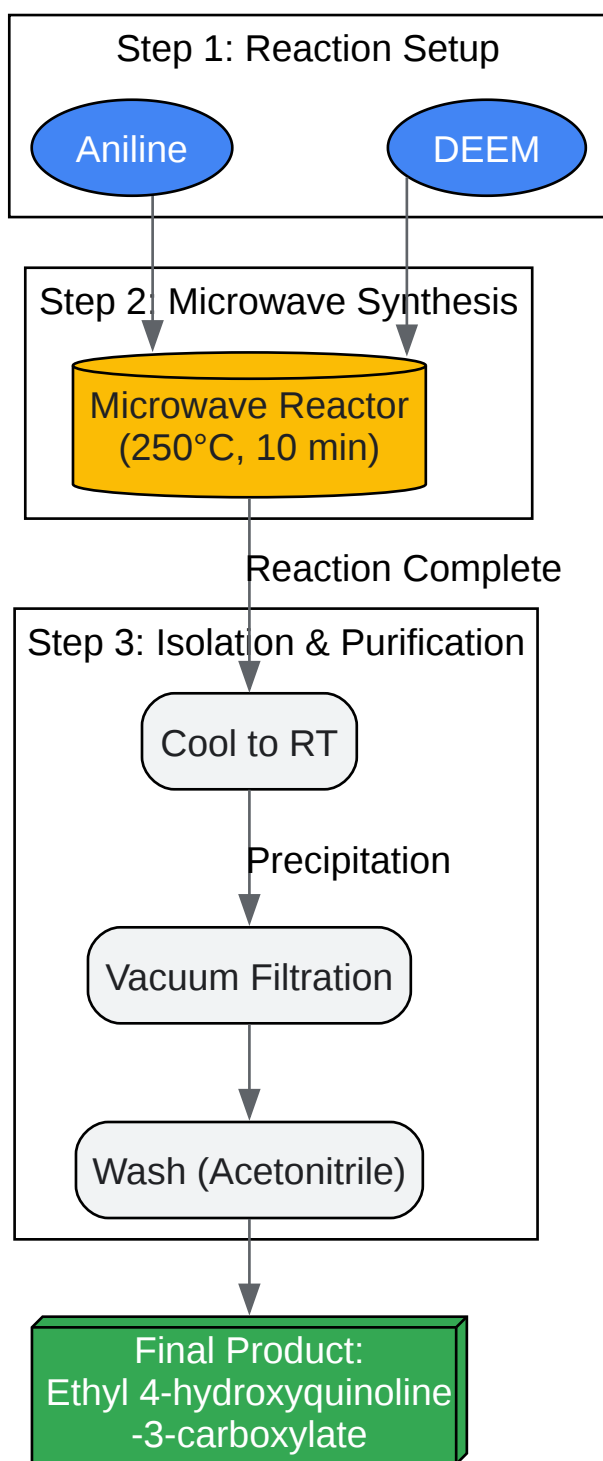 Step 1: Reaction Setup
Aniline
DEEM
Step 2: Microwave Synthesis
Microwave Reactor
(250°C, 10 min)
Reaction Complete
Step 3: Isolation & Purification
Cool to RT
Precipitation
Vacuum Filtration
Wash (Acetonitrile)
Final Product:
Ethyl 4-hydroxyquinoline
-3-carboxylate